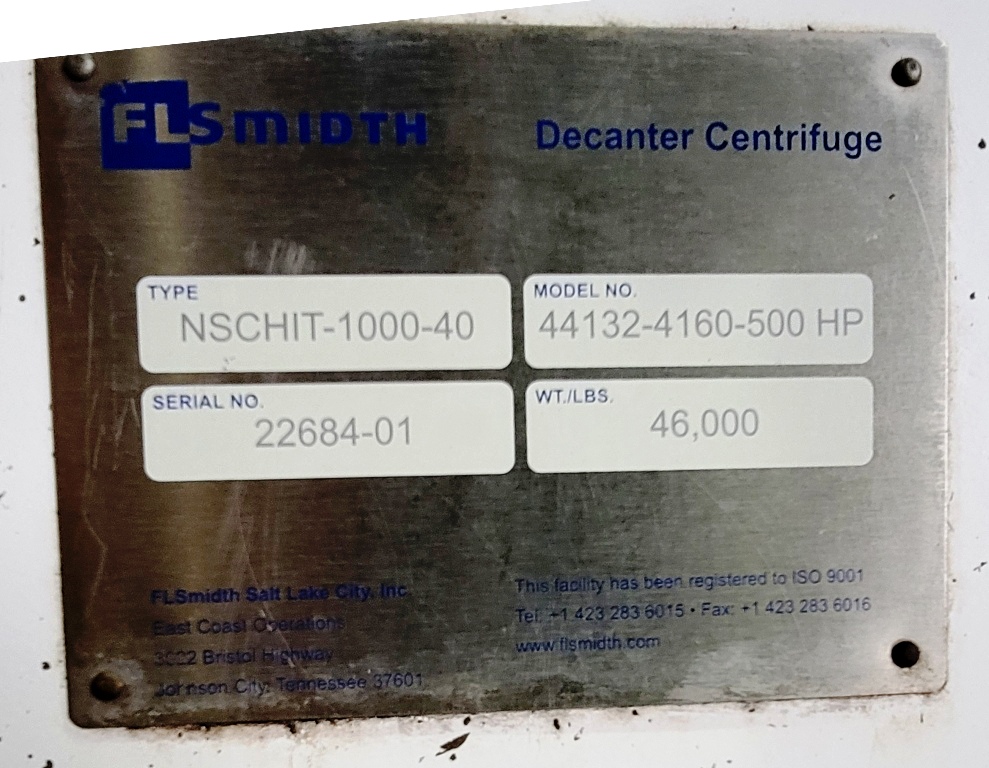 FLSMIDTH
Decanter Centrifuge
TYPE
NSCHIT-1000-40
MODEL NO.
44132-4160-500 HP
SERIAL NO.
22684-01
WT./LBS.
46,000
FLSmidth Salt Lake City, Inc
East Coast Operations
3022 Bristol Highway
Johnson City, Tennessee 37601
This facility has been registered to ISO 9001
Tel: +1 423 283 6015 • Fax: +1 423 283 6016
www.flsmidth.com